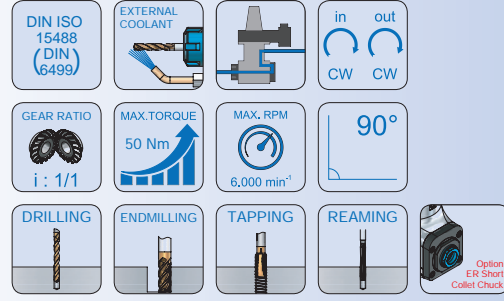 DIN ISO
15488
(DIN
6499)
EXTERNAL
COOLANT
in out
CW CW
GEAR RATIO
i : 1/1
MAX.TORQUE
50 Nm
MAX. RPM
6.000 min⁻¹
90°
DRILLING
ENDMILLING
TAPPING
REAMING
Option
ER Short
Collet Chuck